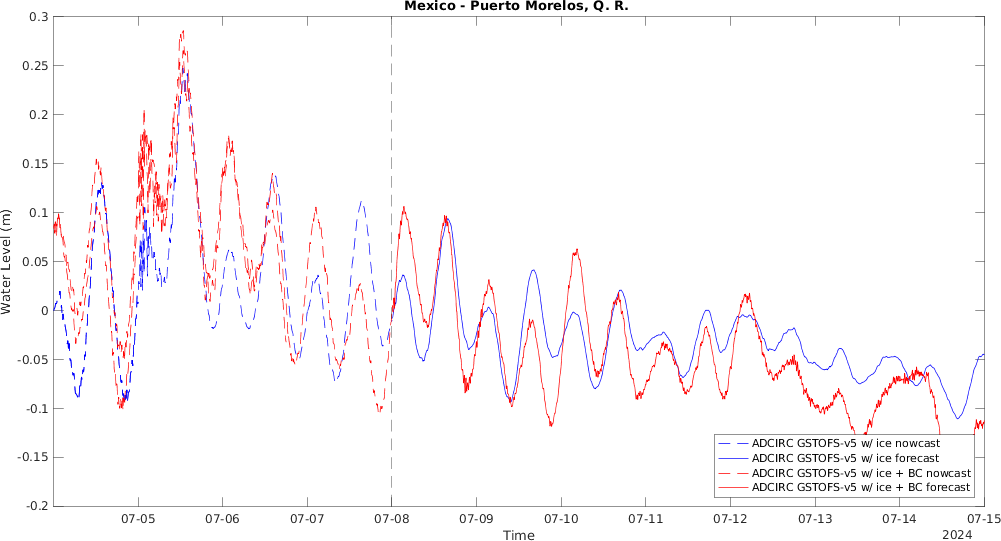 Mexico - Puerto Morelos, Q. R.
0.3
0.25
0.2
0.15
0.1
0.05
0
-0.05
-0.1
-0.15
-0.2
Water Level (m)
ADCIRC GSTOFS-v5 w/ ice nowcast
ADCIRC GSTOFS-v5 w/ ice forecast
ADCIRC GSTOFS-v5 w/ ice + BC nowcast
ADCIRC GSTOFS-v5 w/ ice + BC forecast
07-05 07-06 07-07 07-08 07-09 07-10 07-11 07-12 07-13 07-14 07-15
Time
2024